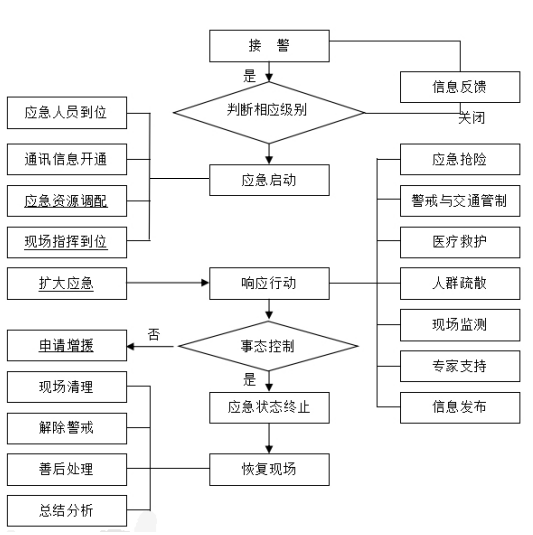 接 警
是
信息反馈
判断相应级别
关闭
应急人员到位
通讯信息开通
应急资源调配
现场指挥到位
应急启动
应急抢险
警戒与交通管制
医疗救护
人群疏散
现场监测
专家支持
信息发布
扩大应急
响应行动
否
申请增援
事态控制
是
现场清理
解除警戒
善后处理
总结分析
应急状态终止
恢复现场